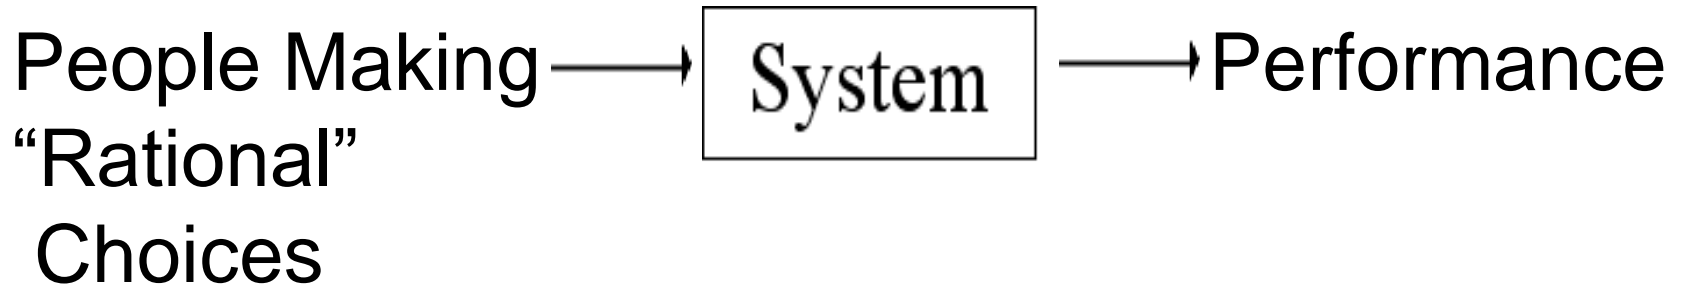 People Making
“Rational”
Choices
System
Performance